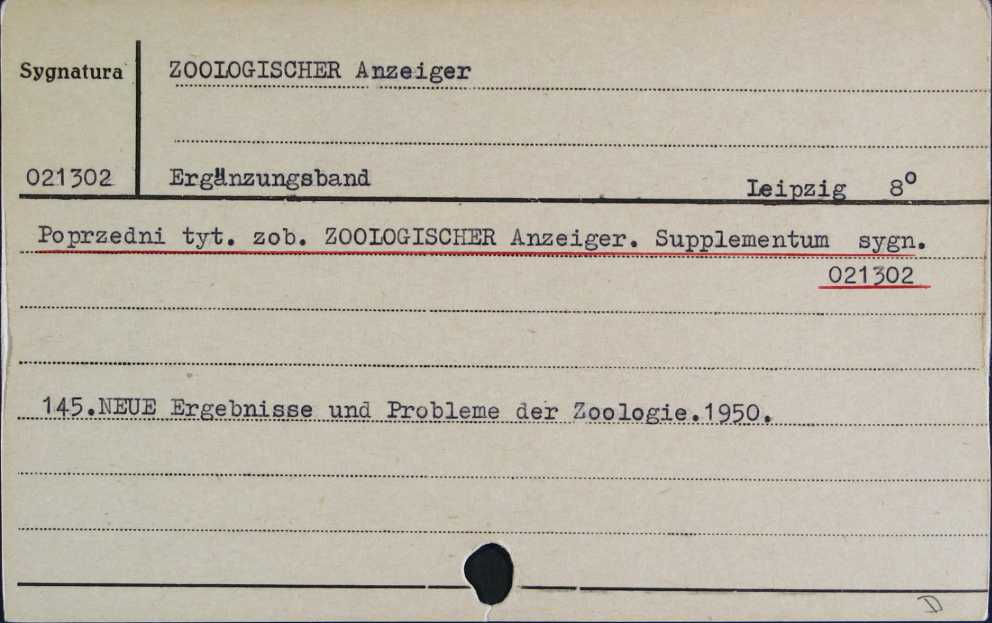 Sygnatura ZOOLOGISCHER Anzeiger
021302 Ergänzungsband Leipzig 8°
Poprzedni tyt. zob. ZOOLOGISCHER Anzeiger. Supplementum sygn.
021302
145.NEUE Ergebnisse und Probleme der Zoologie.1950.
D